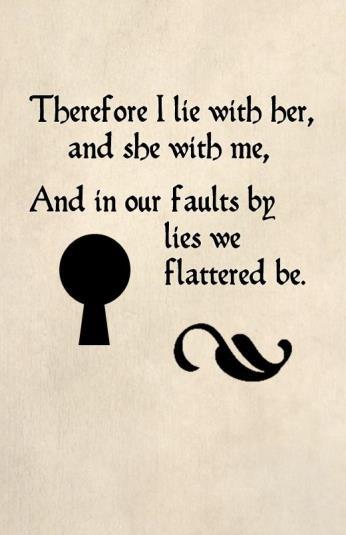 Therefore I lie with her,
and she with me,
And in our faults by
lies we
flattered be.